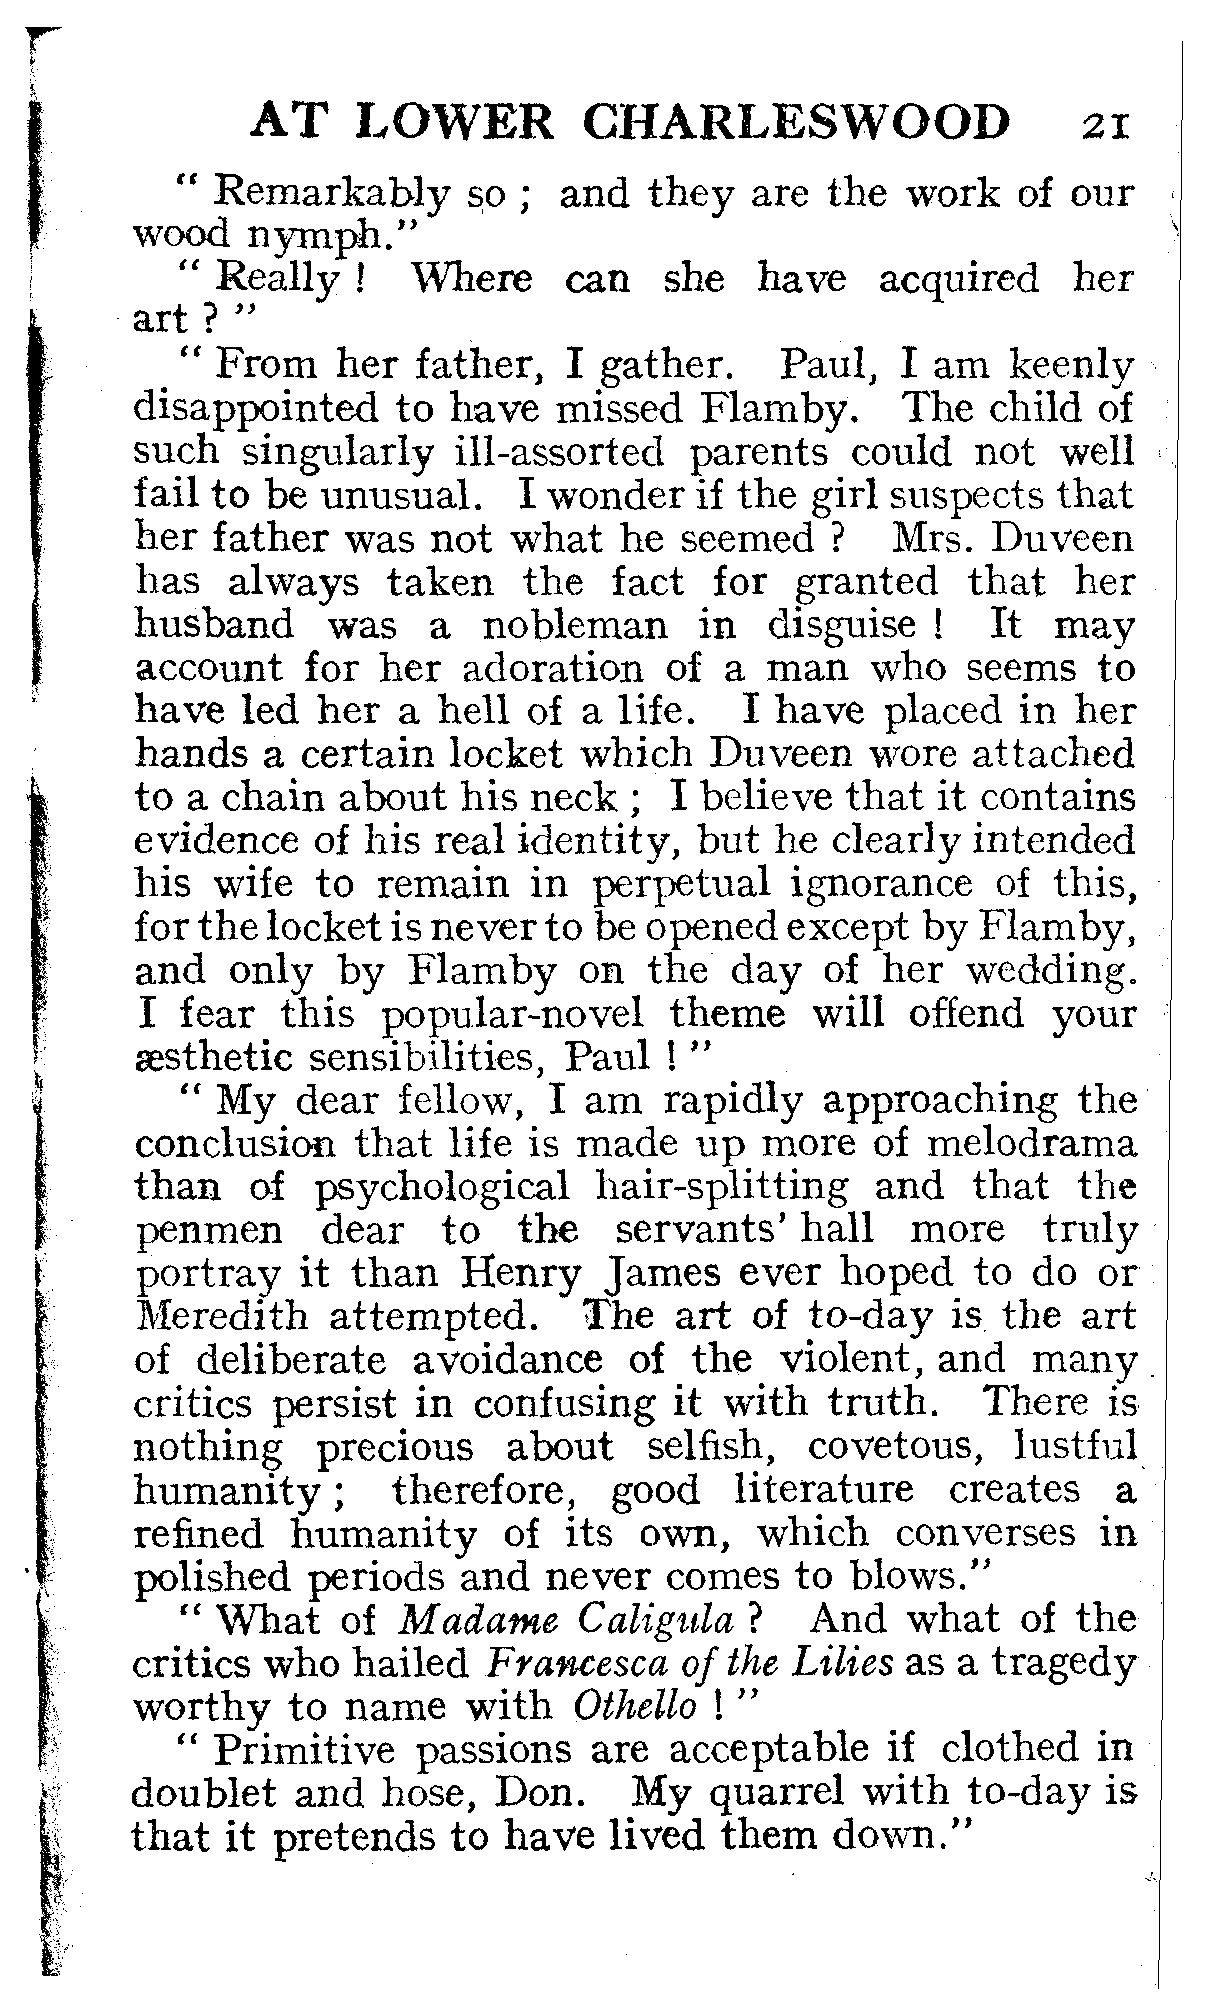 AT LOWER CHARLESWOOD 21
“ Remarkably so ; and they are the work of our
wood nymph.”
“ Really ! Where can she have acquired her
art ? ”
“ From her father, I gather. Paul, I am keenly
disappointed to have missed Flamby. The child of
such singularly ill-assorted parents could not well
fail to be unusual. I wonder if the girl suspects that
her father was not what he seemed ? Mrs. Duveen
has always taken the fact for granted that her
husband was a nobleman in disguise ! It may
account for her adoration of a man who seems to
have led her a hell of a life. I have placed in her
hands a certain locket which Duveen wore attached
to a chain about his neck ; I believe that it contains
evidence of his real identity, but he clearly intended
his wife to remain in perpetual ignorance of this,
for the locket is never to be opened except by Flamby,
and only by Flamby on the day of her wedding.
I fear this popular-novel theme will offend your
æsthetic sensibilities, Paul ! ”
“ My dear fellow, I am rapidly approaching the
conclusion that life is made up more of melodrama
than of psychological hair-splitting and that the
penmen dear to the servants’ hall more truly
portray it than Henry James ever hoped to do or
Meredith attempted. The art of to-day is the art
of deliberate avoidance of the violent, and many
critics persist in confusing it with truth. There is
nothing precious about selfish, covetous, lustful
humanity ; therefore, good literature creates a
refined humanity of its own, which converses in
polished periods and never comes to blows.”
“ What of Madame Caligula ? And what of the
critics who hailed Francesca of the Lilies as a tragedy
worthy to name with Othello ! ”
“ Primitive passions are acceptable if clothed in
doublet and hose, Don. My quarrel with to-day is
that it pretends to have lived them down.”